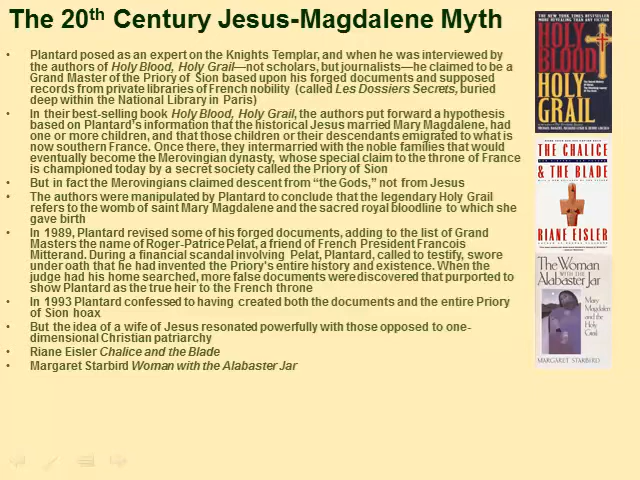 The 20th Century Jesus-Magdalene Myth
• Plantard posed as an expert on the Knights Templar, and when he was interviewed by
the authors of Holy Blood, Holy Grail—not scholars, but journalists—he claimed to be a
Grand Master of the Priory of Sion based upon his forged documents and supposed
records from private libraries of French nobility (called Les Dossiers Secrets, buried
deep within the National Library in Paris)
• In their best-selling book Holy Blood, Holy Grail, the authors put forward a hypothesis
based on Plantard's information that the historical Jesus married Mary Magdalene, had
one or more children, and that those children or their descendants emigrated to what is
now southern France. Once there, they intermarried with the noble families that would
eventually become the Merovingian dynasty, whose special claim to the throne of France
is championed today by a secret society called the Priory of Sion
• But in fact the Merovingians claimed descent from “the Gods,” not from Jesus
• The authors were manipulated by Plantard to conclude that the legendary Holy Grail
refers to the womb of saint Mary Magdalene and the sacred royal bloodline to which she
gave birth
• In 1989, Plantard revised some of his forged documents, adding to the list of Grand
Masters the name of Roger-Patrice Pelat, a friend of French President Francois
Mitterand. During a financial scandal involving Pelat, Plantard, called to testify, swore
under oath that he had invented the Priory's entire history and existence. When the
judge had his home searched, more false documents were discovered that purported to
show Plantard as the true heir to the French throne
• In 1993 Plantard confessed to having created both the documents and the entire Priory
of Sion hoax
• But the idea of a wife of Jesus resonated powerfully with those opposed to one-
dimensional Christian patriarchy
• Riane Eisler Chalice and the Blade
• Margaret Starbird Woman with the Alabaster Jar
HOLY
BLOOD
HOLY
GRAIL
THE CHALICE
& THE BLADE
RIANE EISLER
The Woman
WITH THE
Alabaster Jar
Mary
Magdalen
and the
Holy
Grail
MARGARET STARBIRD